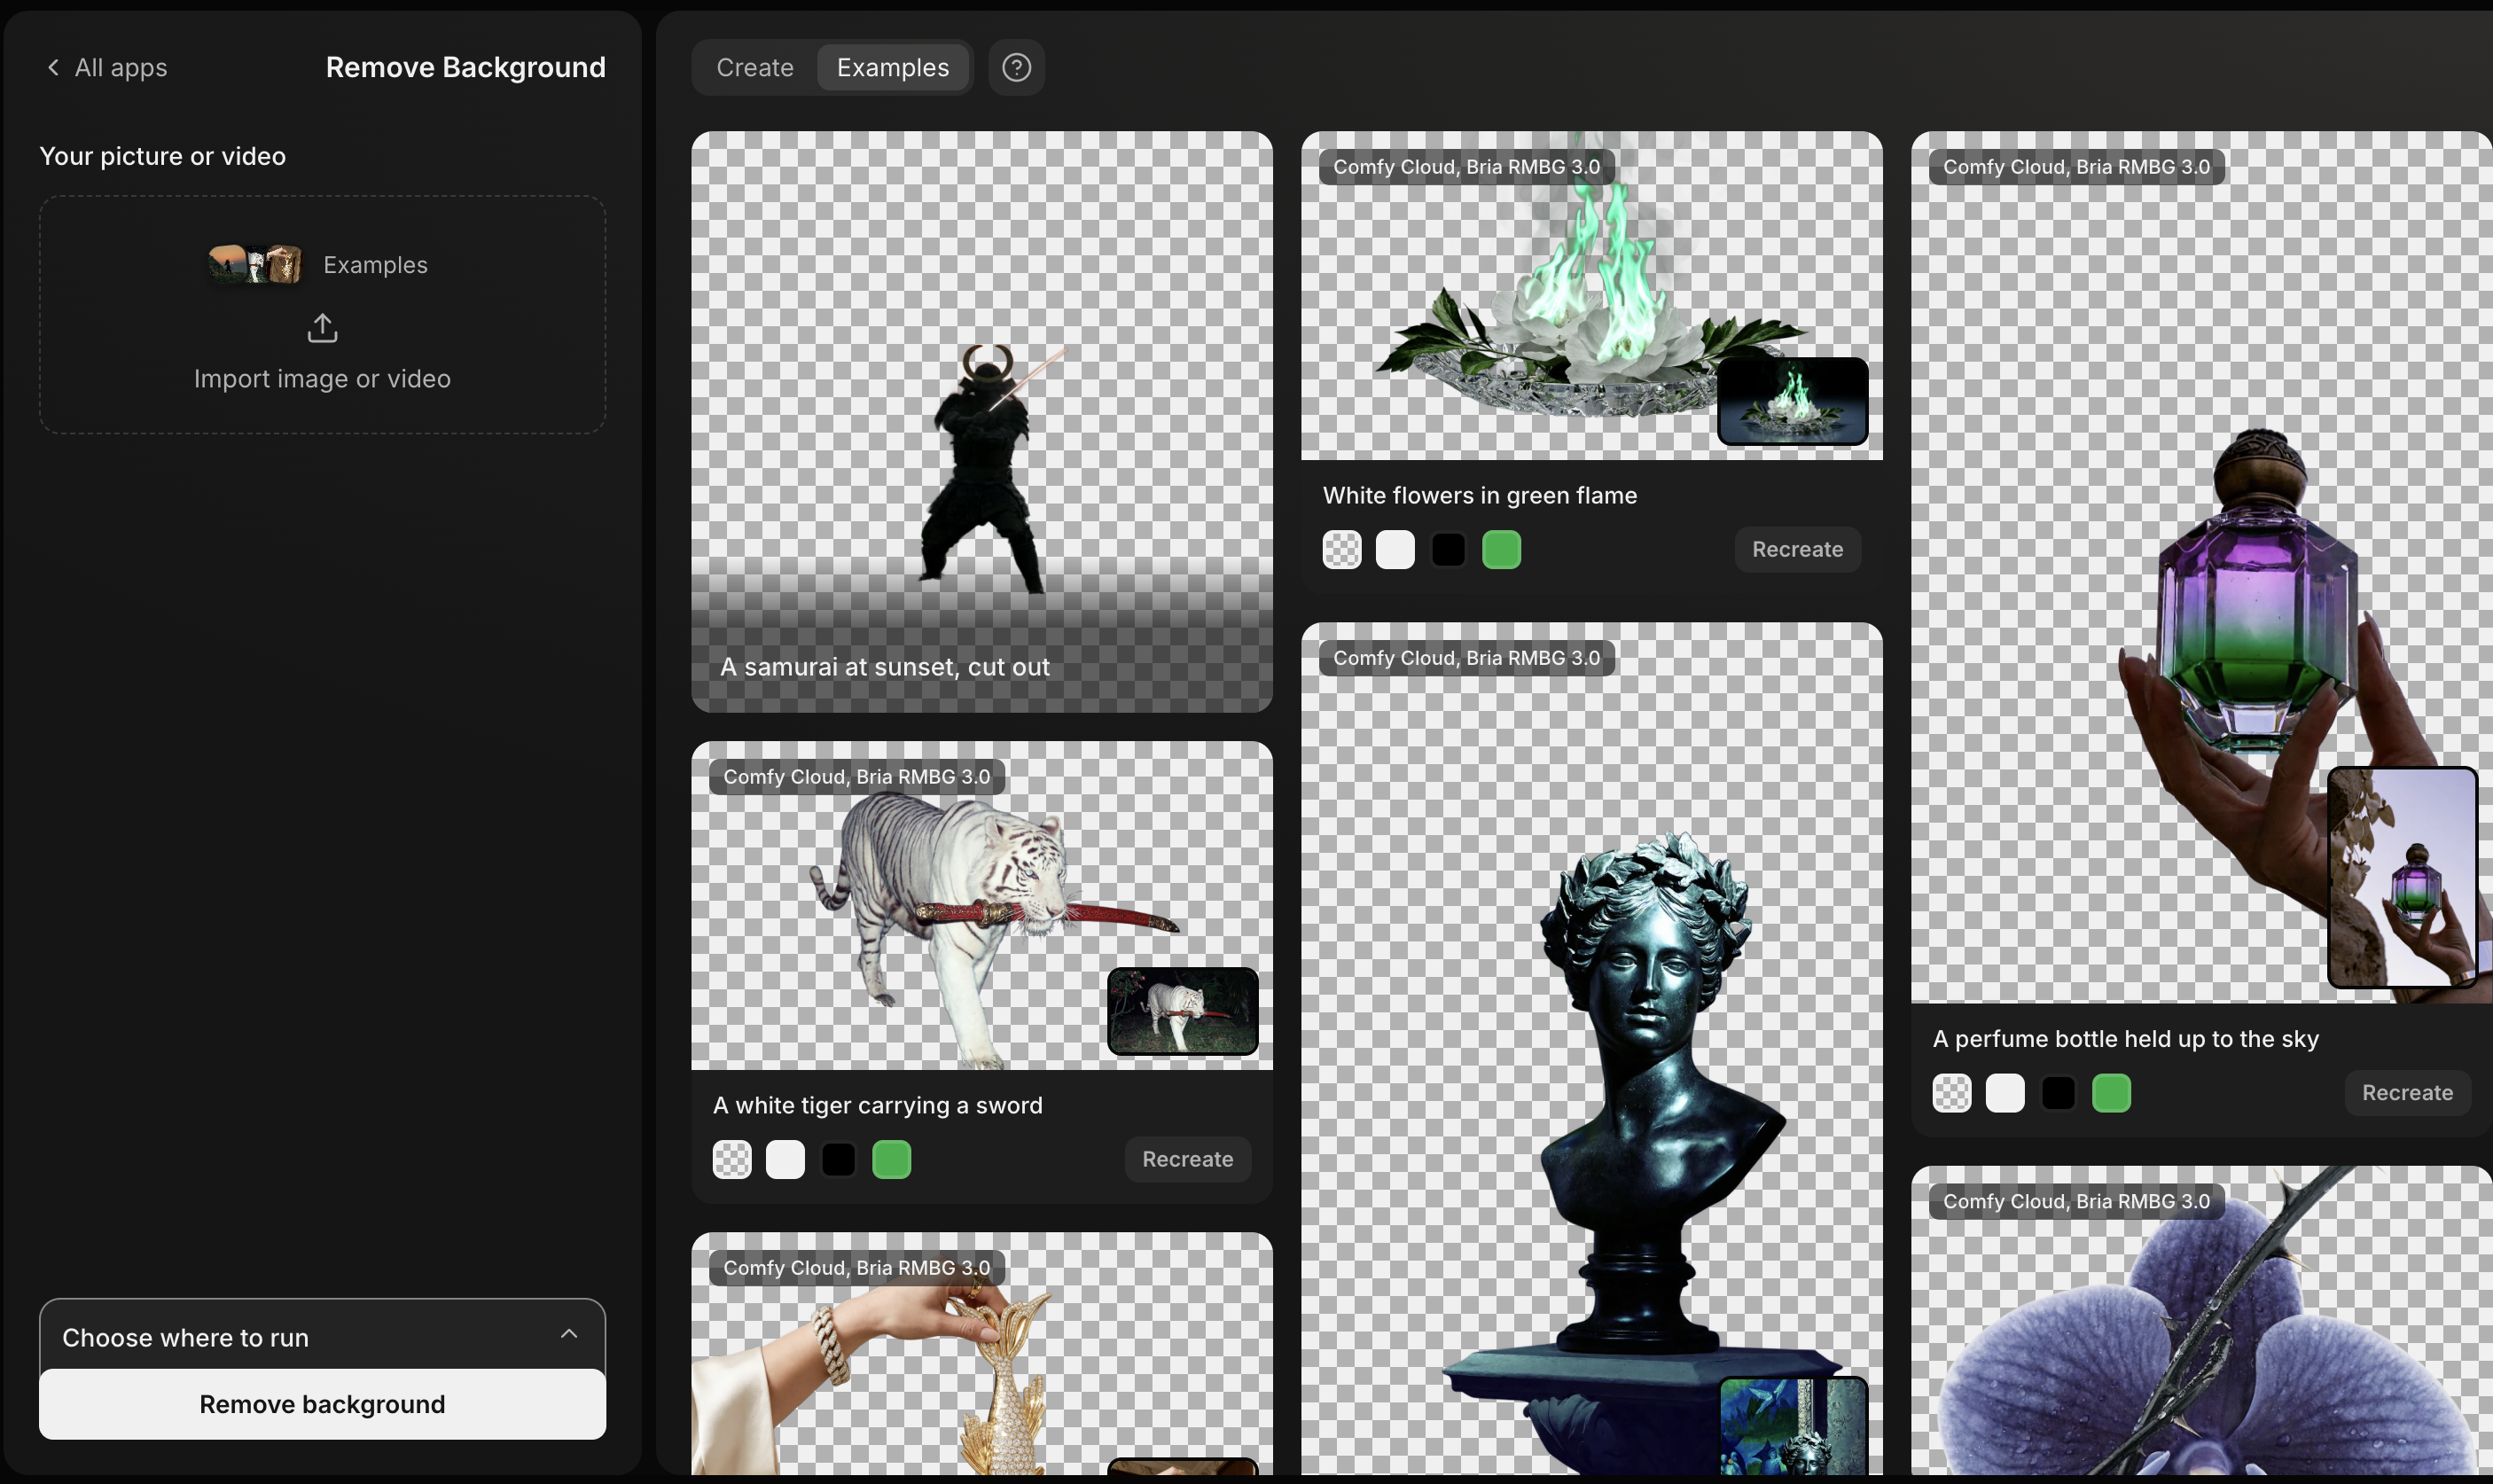 All apps
Remove Background
Your picture or video
Examples
Import image or video
Choose where to run
Remove background
Create
Examples
A samurai at sunset, cut out
Comfy Cloud, Bria RMBG 3.0
A white tiger carrying a sword
Recreate
Comfy Cloud, Bria RMBG 3.0
Comfy Cloud, Bria RMBG 3.0
White flowers in green flame
Recreate
Comfy Cloud, Bria RMBG 3.0
Comfy Cloud, Bria RMBG 3.0
A perfume bottle held up to the sky
Recreate
Comfy Cloud, Bria RMBG 3.0